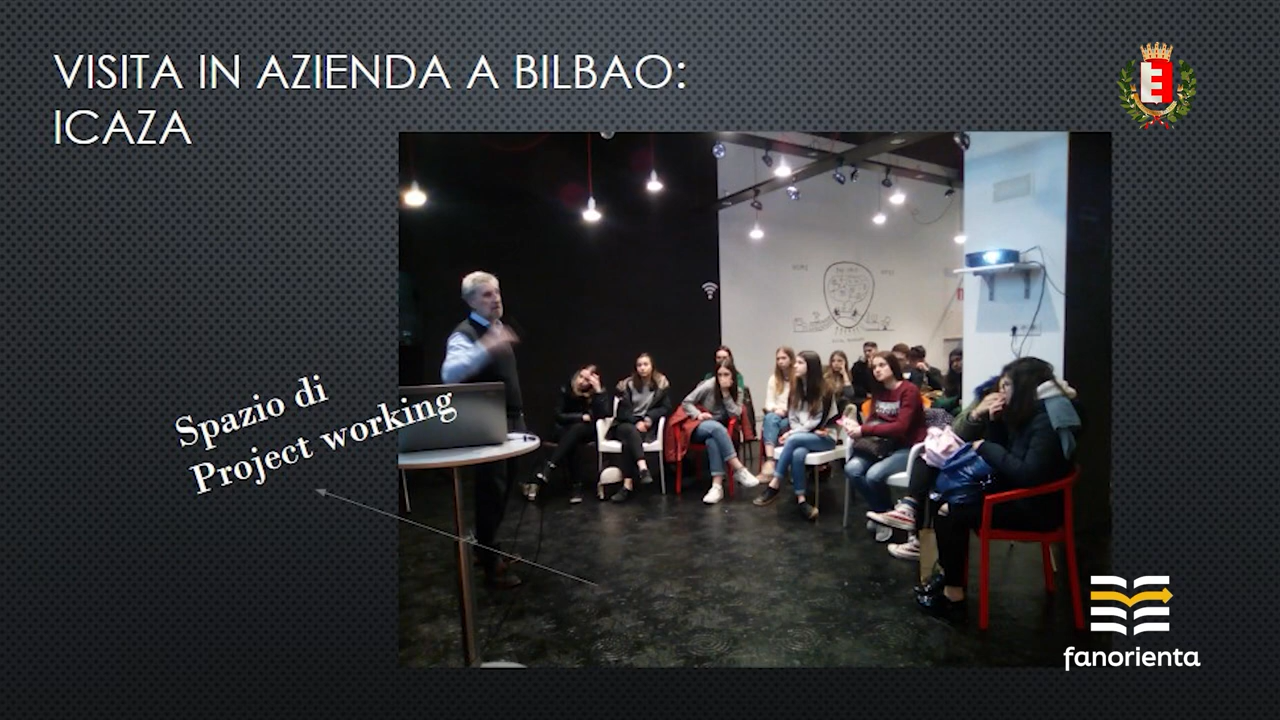 VISITA IN AZIENDA A BILBAO:
ICAZA
Spazio di
Project working
fanorienta